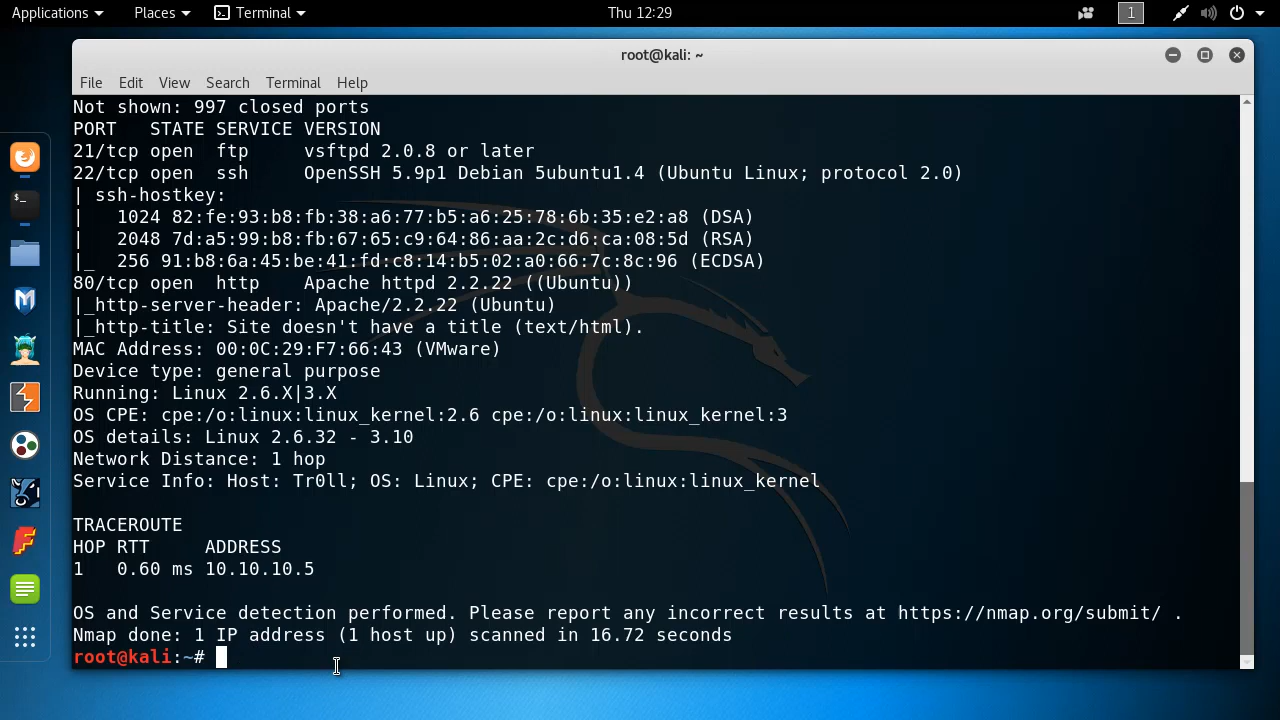 Applications Places Terminal Thu 12:29 1
root@kali: ~
File Edit View Search Terminal Help
Not shown: 997 closed ports
PORT   STATE SERVICE VERSION
21/tcp open  ftp     vsftpd 2.0.8 or later
22/tcp open  ssh     OpenSSH 5.9p1 Debian 5ubuntu1.4 (Ubuntu Linux; protocol 2.0)
| ssh-hostkey:
|   1024 82:fe:93:b8:fb:38:a6:77:b5:a6:25:78:6b:35:e2:a8 (DSA)
|   2048 7d:a5:99:b8:fb:67:65:c9:64:86:aa:2c:d6:ca:08:5d (RSA)
|_  256 91:b8:6a:45:be:41:fd:c8:14:b5:02:a0:66:7c:8c:96 (ECDSA)
80/tcp open  http    Apache httpd 2.2.22 ((Ubuntu))
|_http-server-header: Apache/2.2.22 (Ubuntu)
|_http-title: Site doesn't have a title (text/html).
MAC Address: 00:0C:29:F7:66:43 (VMware)
Device type: general purpose
Running: Linux 2.6.X|3.X
OS CPE: cpe:/o:linux:linux_kernel:2.6 cpe:/o:linux:linux_kernel:3
OS details: Linux 2.6.32 - 3.10
Network Distance: 1 hop
Service Info: Host: Tr0ll; OS: Linux; CPE: cpe:/o:linux:linux_kernel
TRACEROUTE
HOP RTT     ADDRESS
1   0.60 ms 10.10.10.5
OS and Service detection performed. Please report any incorrect results at https://nmap.org/submit/ .
Nmap done: 1 IP address (1 host up) scanned in 16.72 seconds
root@kali:~#